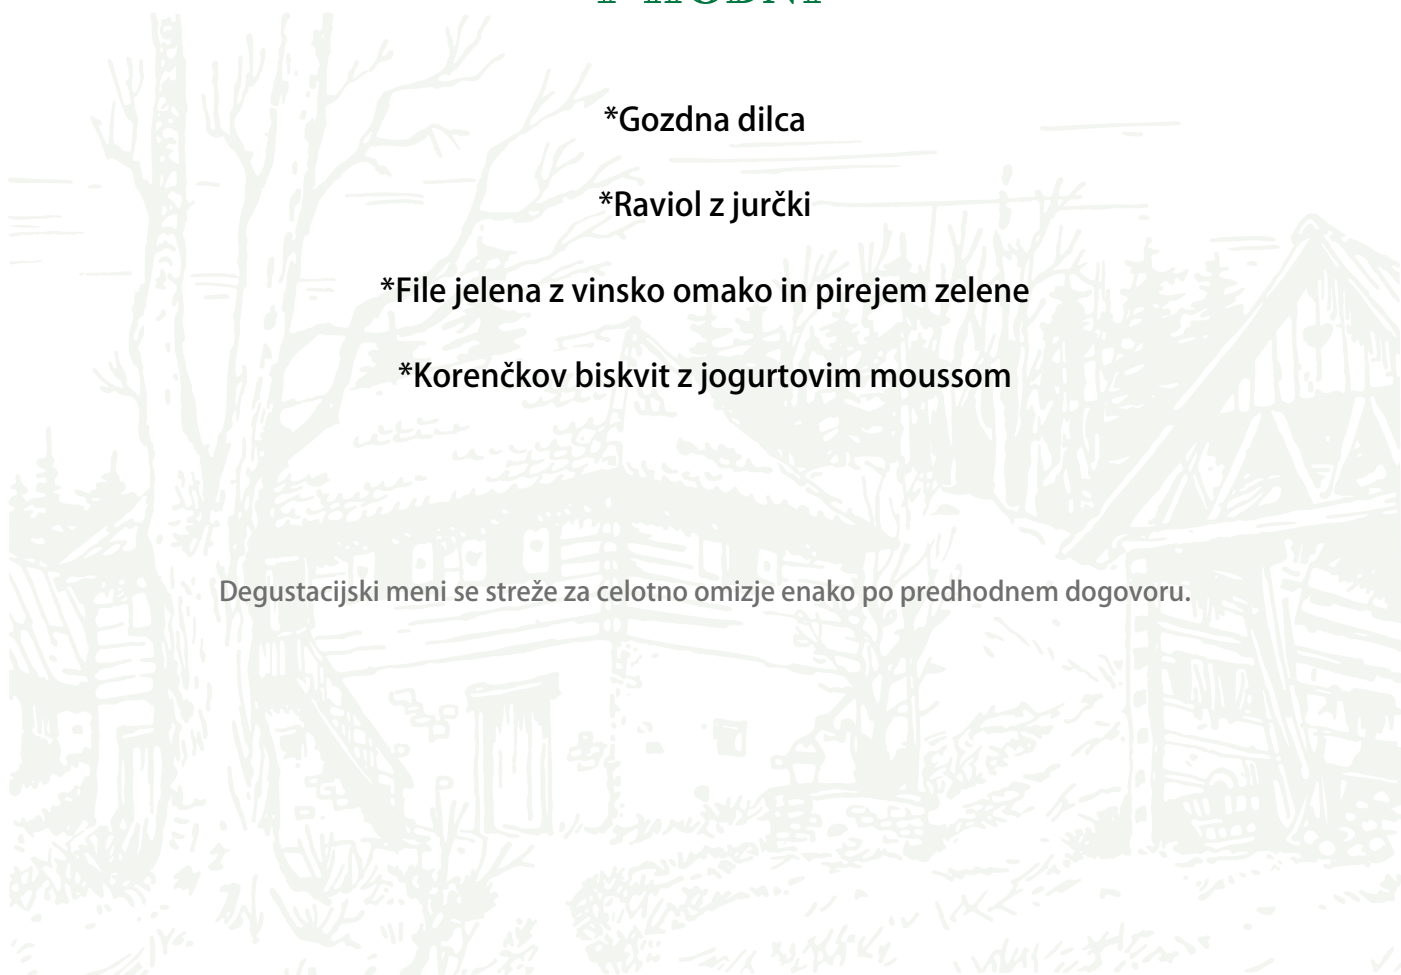 *Gozdna dilca
*Raviol z jurčki
*File jelena z vinsko omako in pirejem zelene
*Korenčkov biskvit z jogurtovim moussom
Degustacijski meni se streže za celotno omizje enako po predhodnem dogovoru.